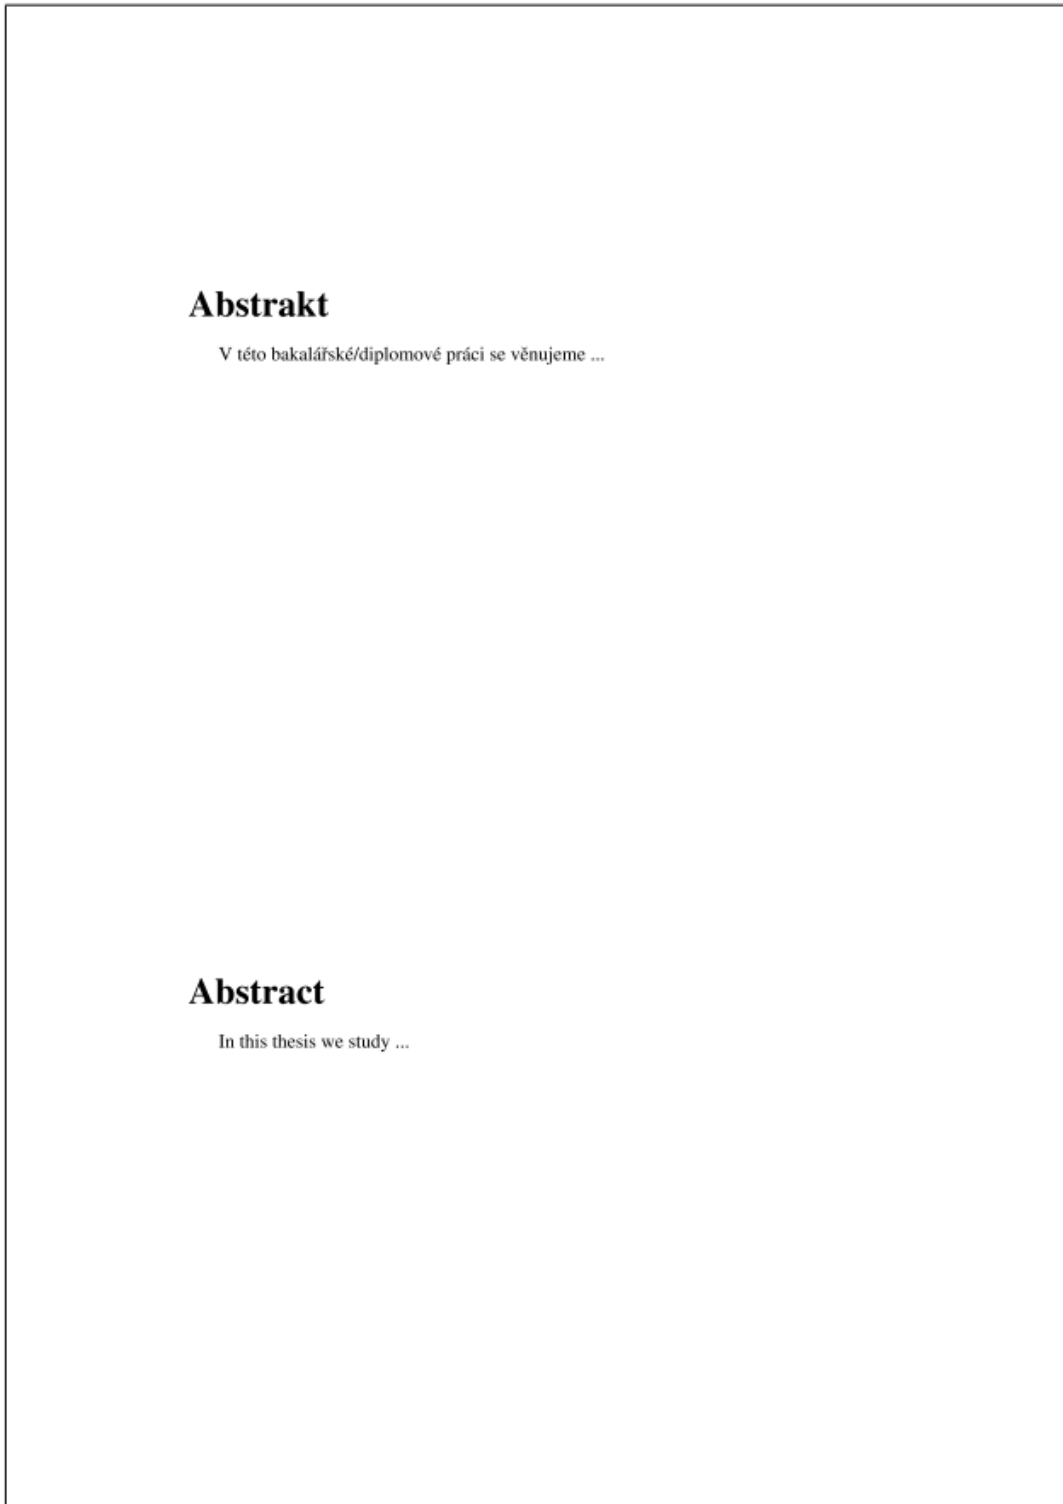 Abstrakt
V této bakalářské/diplomové práci se věnujeme ...
Abstract
In this thesis we study ...